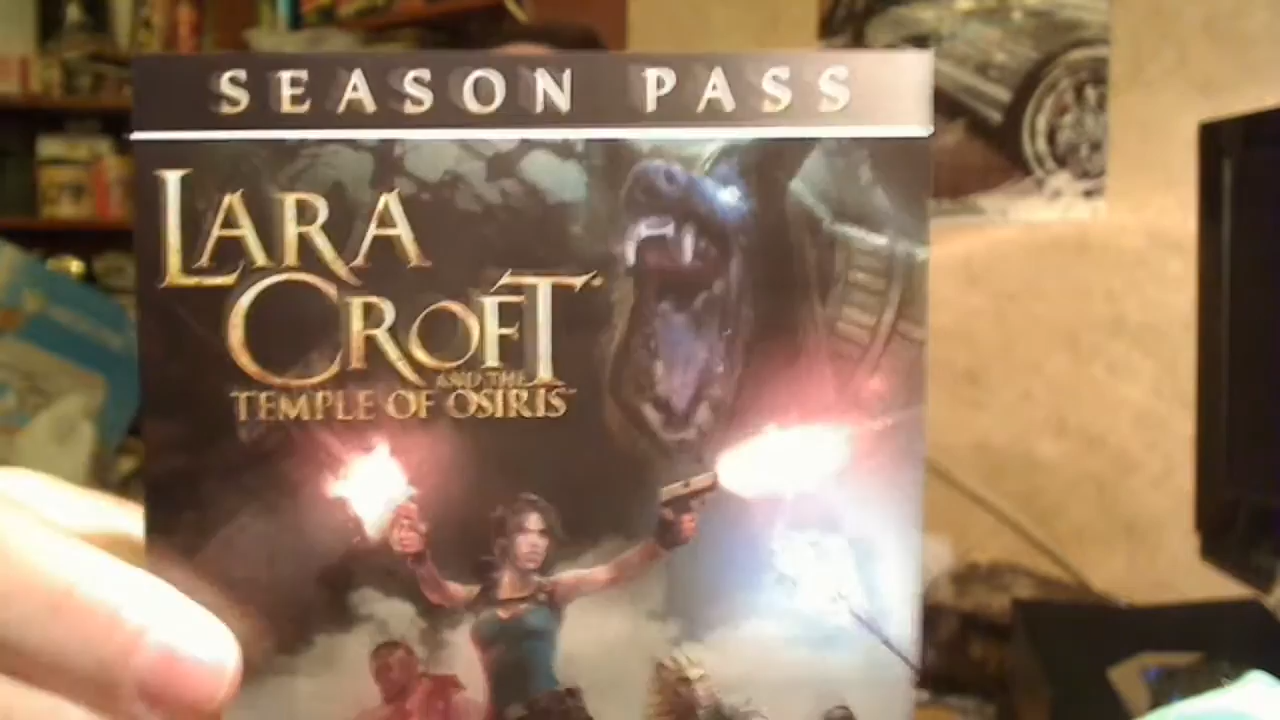 SEASON PASS
LARA
CROFT
AND THE
TEMPLE OF OSIRIS